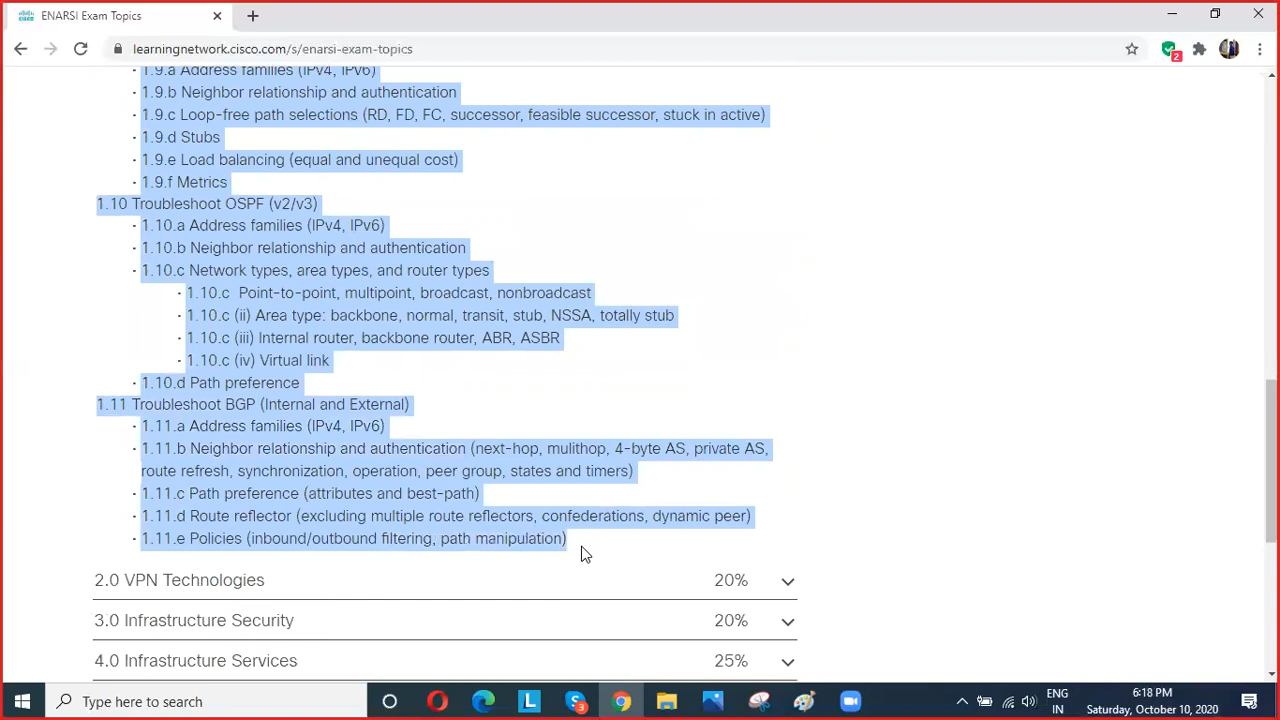 ENARSI Exam Topics
learningnetwork.cisco.com/s/enarsi-exam-topics
2
· 1.9.a Address families (IPv4, IPv6)
· 1.9.b Neighbor relationship and authentication
· 1.9.c Loop-free path selections (RD, FD, FC, successor, feasible successor, stuck in active)
· 1.9.d Stubs
· 1.9.e Load balancing (equal and unequal cost)
· 1.9.f Metrics
1.10 Troubleshoot OSPF (v2/v3)
· 1.10.a Address families (IPv4, IPv6)
· 1.10.b Neighbor relationship and authentication
· 1.10.c Network types, area types, and router types
· 1.10.c  Point-to-point, multipoint, broadcast, nonbroadcast
· 1.10.c (ii) Area type: backbone, normal, transit, stub, NSSA, totally stub
· 1.10.c (iii) Internal router, backbone router, ABR, ASBR
· 1.10.c (iv) Virtual link
· 1.10.d Path preference
1.11 Troubleshoot BGP (Internal and External)
· 1.11.a Address families (IPv4, IPv6)
· 1.11.b Neighbor relationship and authentication (next-hop, mulithop, 4-byte AS, private AS,
route refresh, synchronization, operation, peer group, states and timers)
· 1.11.c Path preference (attributes and best-path)
· 1.11.d Route reflector (excluding multiple route reflectors, confederations, dynamic peer)
· 1.11.e Policies (inbound/outbound filtering, path manipulation)
2.0 VPN Technologies 20%
3.0 Infrastructure Security 20%
4.0 Infrastructure Services 25%
Type here to search
L
S
3
ENG
IN
6:18 PM
Saturday, October 10, 2020